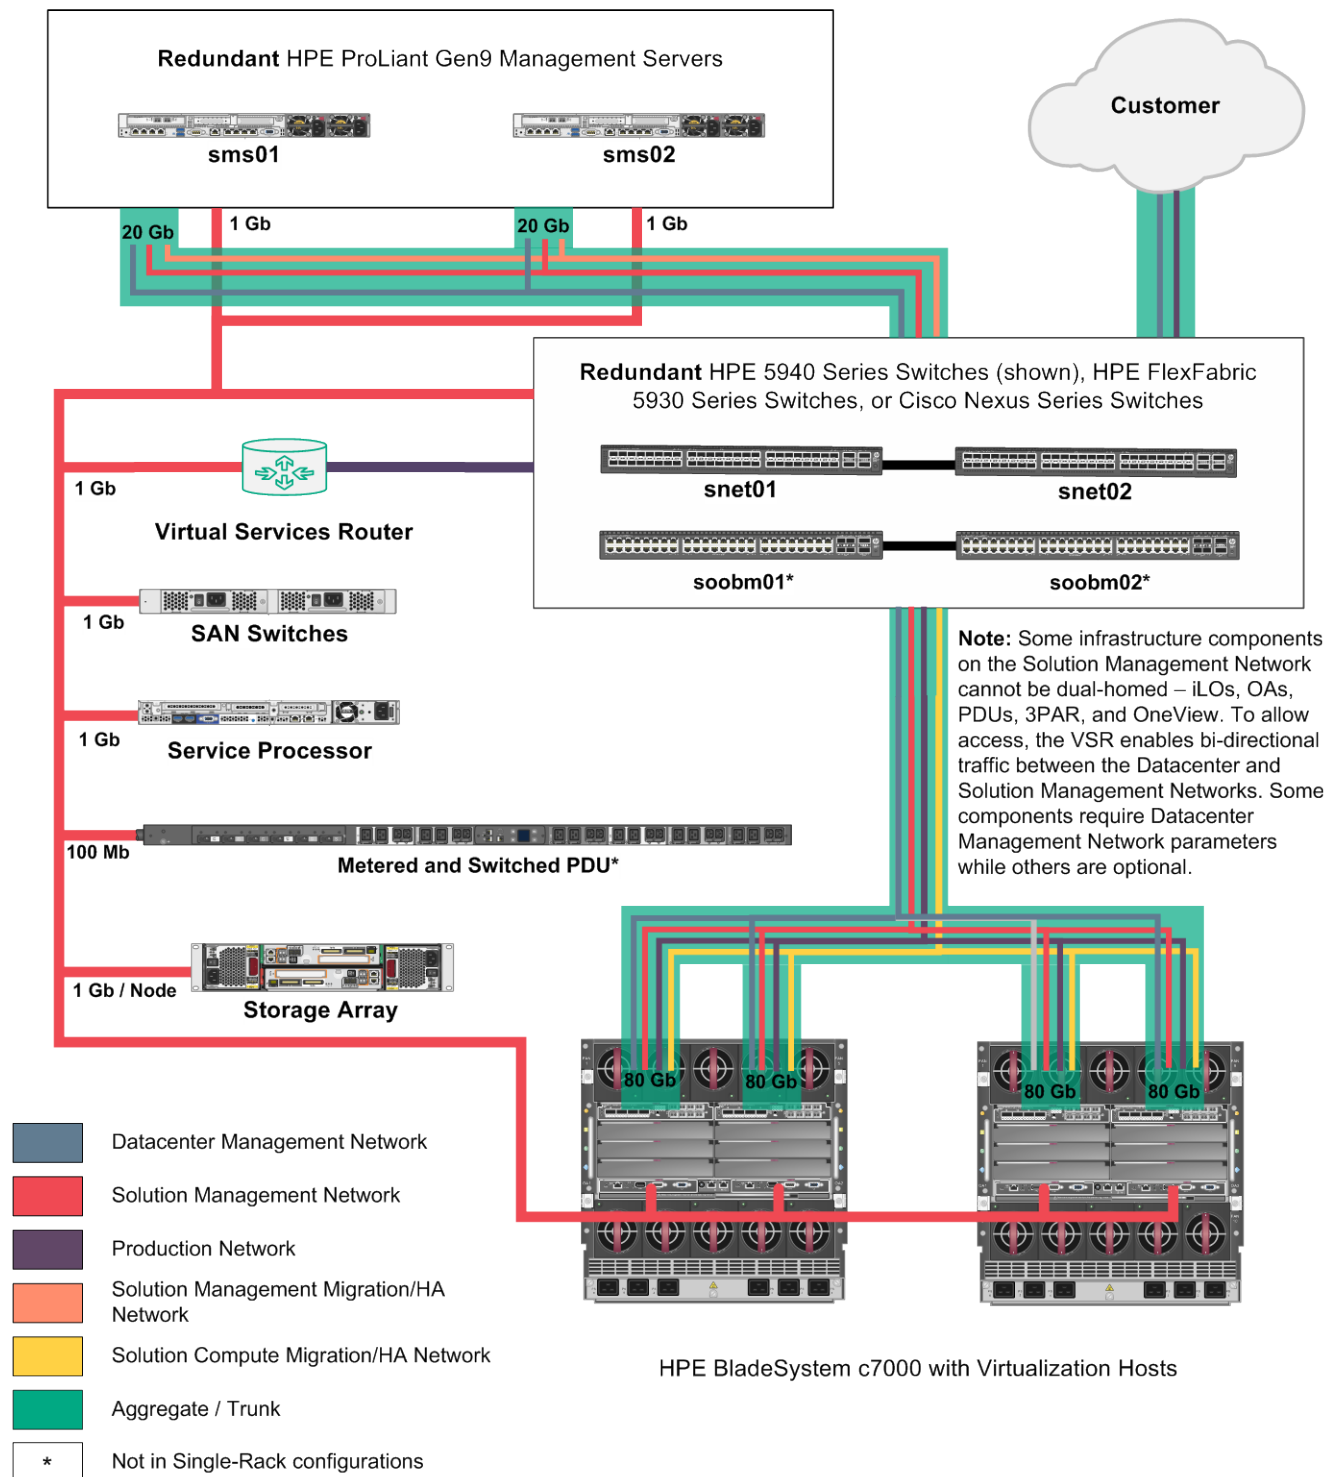 Redundant HPE ProLiant Gen9 Management Servers
sms01
sms02
Customer
20 Gb
1 Gb
20 Gb
1 Gb
Redundant HPE 5940 Series Switches (shown), HPE FlexFabric
5930 Series Switches, or Cisco Nexus Series Switches
snet01
snet02
soobm01*
soobm02*
1 Gb
Virtual Services Router
1 Gb
SAN Switches
1 Gb
Service Processor
100 Mb
Metered and Switched PDU*
1 Gb / Node
Storage Array
Note: Some infrastructure components
on the Solution Management Network
cannot be dual-homed – iLOs, OAs,
PDUs, 3PAR, and OneView. To allow
access, the VSR enables bi-directional
traffic between the Datacenter and
Solution Management Networks. Some
components require Datacenter
Management Network parameters
while others are optional.
80 Gb
80 Gb
80 Gb
80 Gb
HPE BladeSystem c7000 with Virtualization Hosts
Datacenter Management Network
Solution Management Network
Production Network
Solution Management Migration/HA
Network
Solution Compute Migration/HA Network
Aggregate / Trunk
* Not in Single-Rack configurations